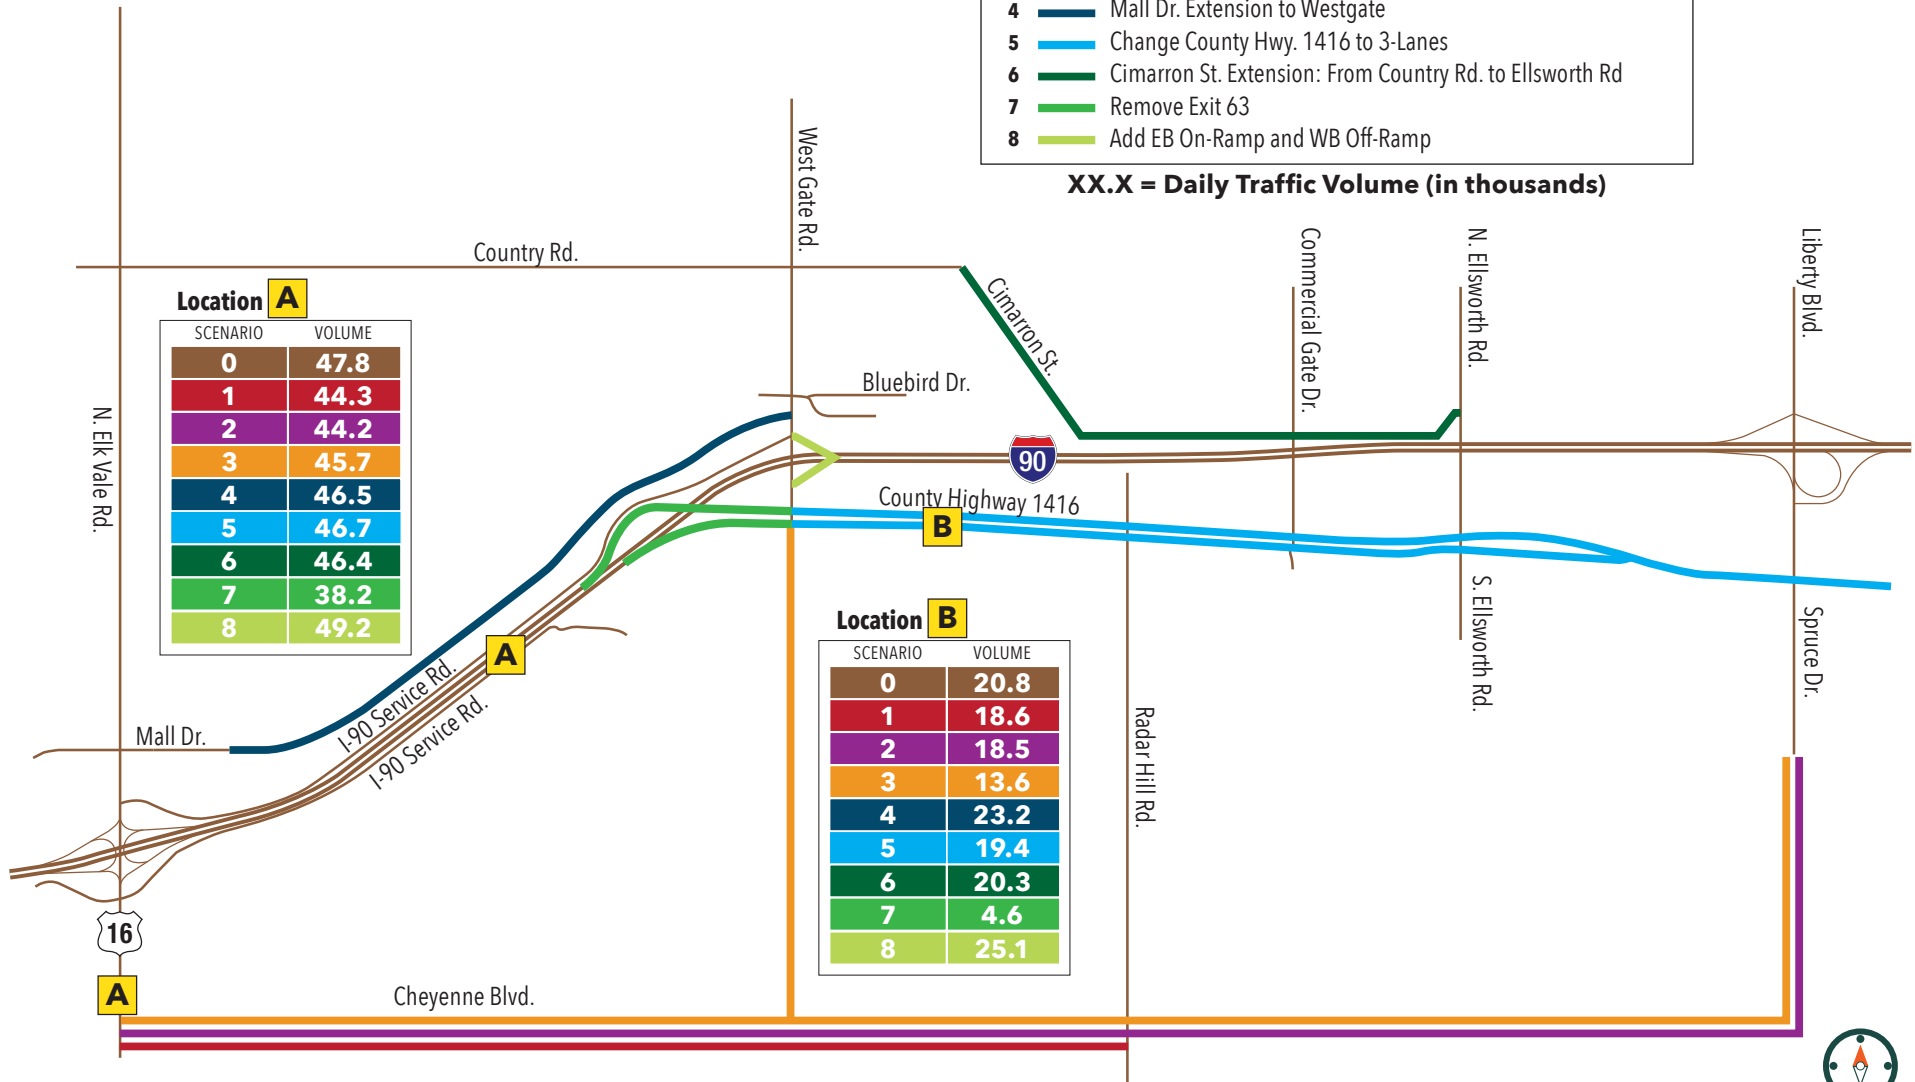 4 Mall Dr. Extension to Westgate
5 Change County Hwy. 1416 to 3-Lanes
6 Cimarron St. Extension: From Country Rd. to Ellsworth Rd
7 Remove Exit 63
8 Add EB On-Ramp and WB Off-Ramp
XX.X = Daily Traffic Volume (in thousands)
West Gate Rd.
Country Rd.
Commercial Gate Dr.
N. Ellsworth Rd.
Liberty Blvd.
Cimarron St.
Location A
SCENARIO VOLUME
0 47.8
1 44.3
2 44.2
3 45.7
4 46.5
5 46.7
6 46.4
7 38.2
8 49.2
Bluebird Dr.
N. Elk Vale Rd.
90
County Highway 1416
B
S. Ellsworth Rd.
Location B
SCENARIO VOLUME
0 20.8
1 18.6
2 18.5
3 13.6
4 23.2
5 19.4
6 20.3
7 4.6
8 25.1
Spruce Dr.
A
I-90 Service Rd.
I-90 Service Rd.
Mall Dr.
Radar Hill Rd.
16
A
Cheyenne Blvd.